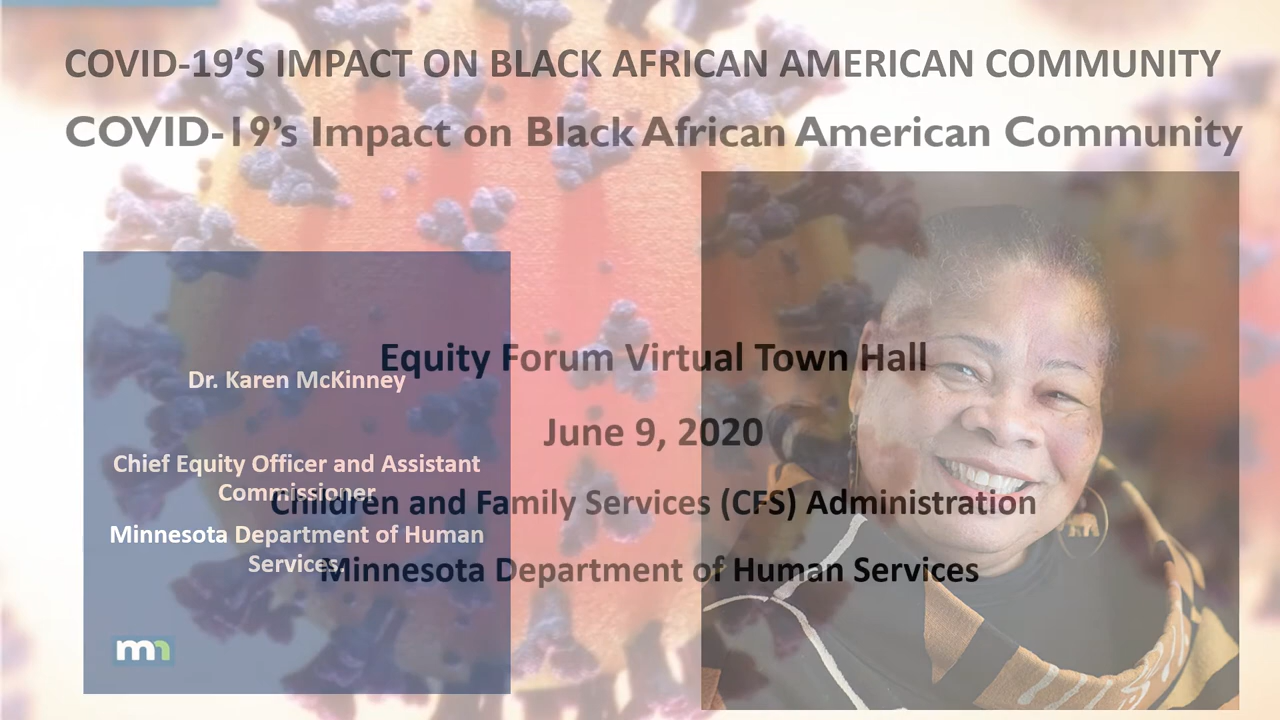 COVID-19’S IMPACT ON BLACK AFRICAN AMERICAN COMMUNITY
COVID-19’s Impact on Black African American Community
Equity Forum Virtual Town Hall
June 9, 2020
Children and Family Services (CFS) Administration
Minnesota Department of Human Services
Dr. Karen McKinney
Chief Equity Officer and Assistant
Commissioner
Minnesota Department of Human
Services.
mn